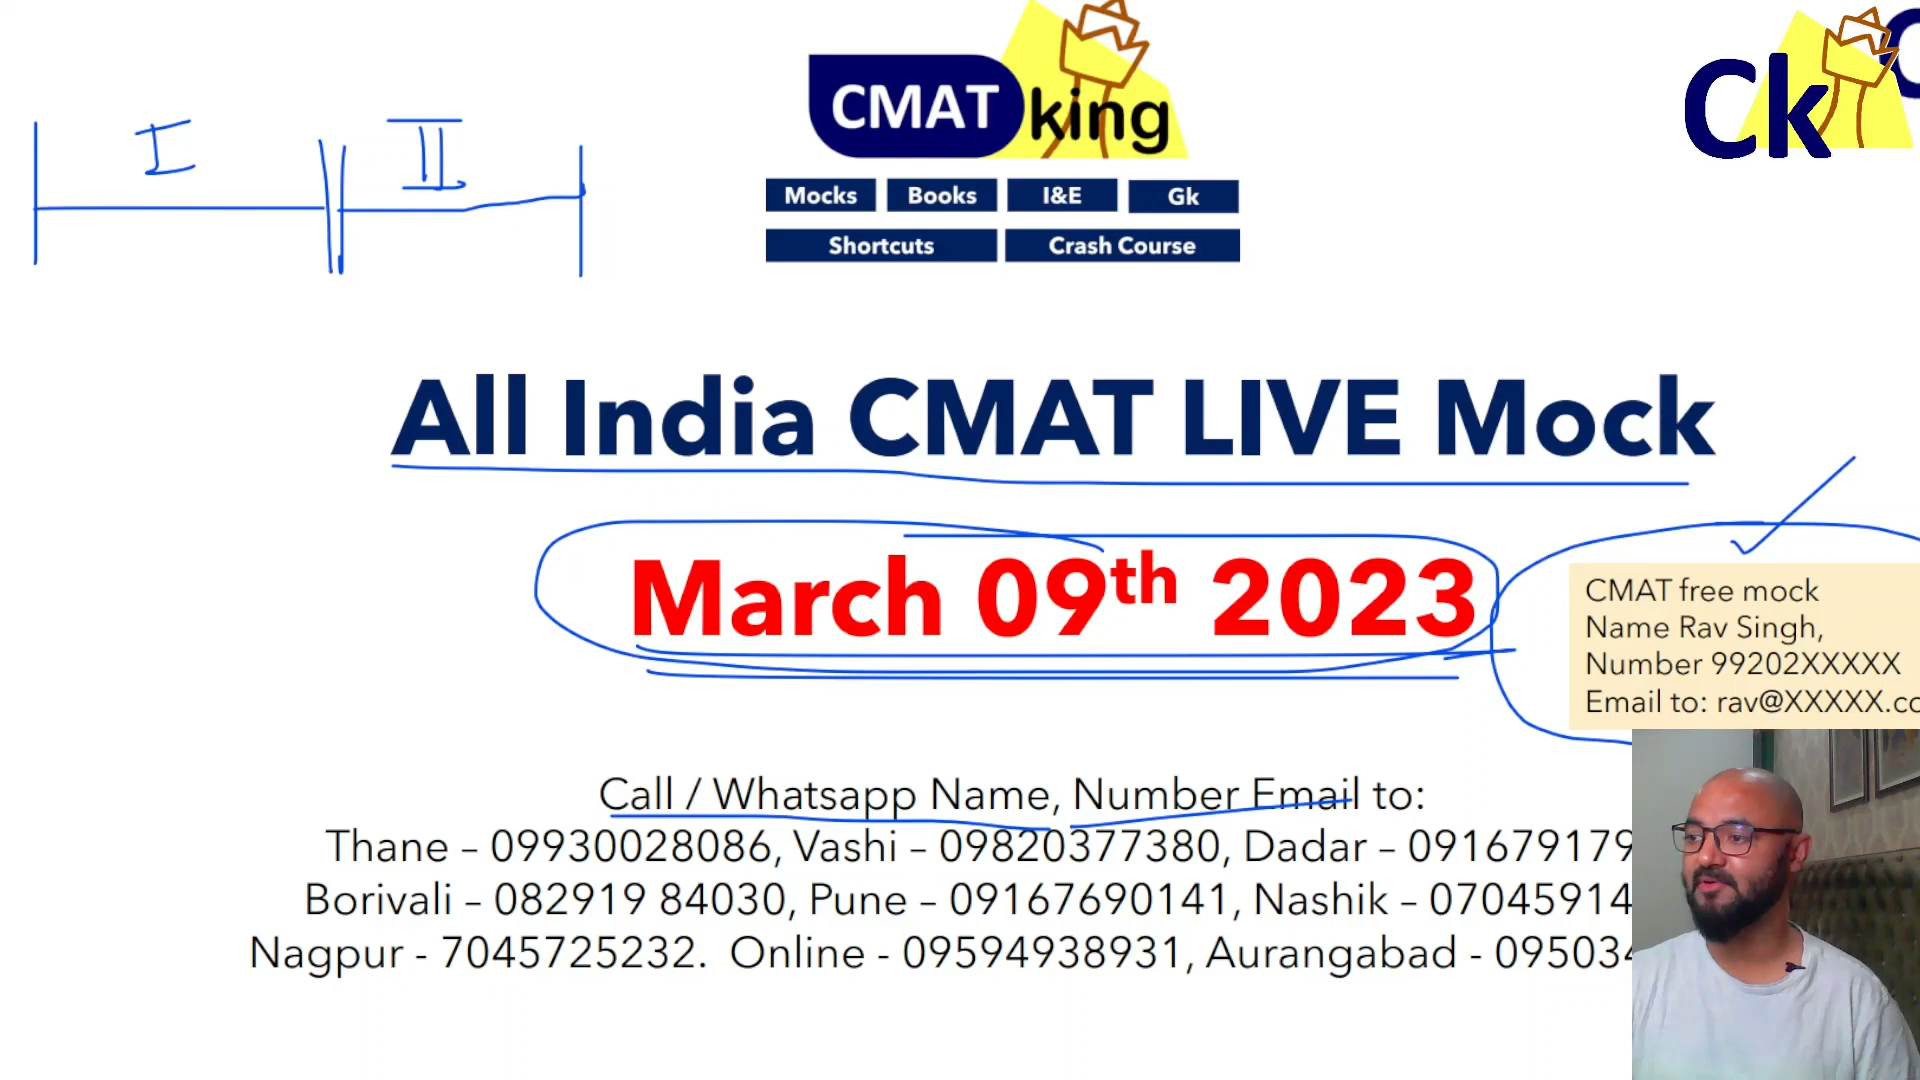 I II
CMAT king
Ck
Mocks Books I&E Gk
Shortcuts Crash Course
All India CMAT LIVE Mock
March 09th 2023
CMAT free mock
Name Rav Singh,
Number 99202XXXXX
Email to: rav@XXXXX.co
Call / Whatsapp Name, Number Email to:
Thane – 09930028086, Vashi – 09820377380, Dadar – 091679179
Borivali – 082919 84030, Pune – 09167690141, Nashik – 07045914
Nagpur - 7045725232. Online - 09594938931, Aurangabad - 09503